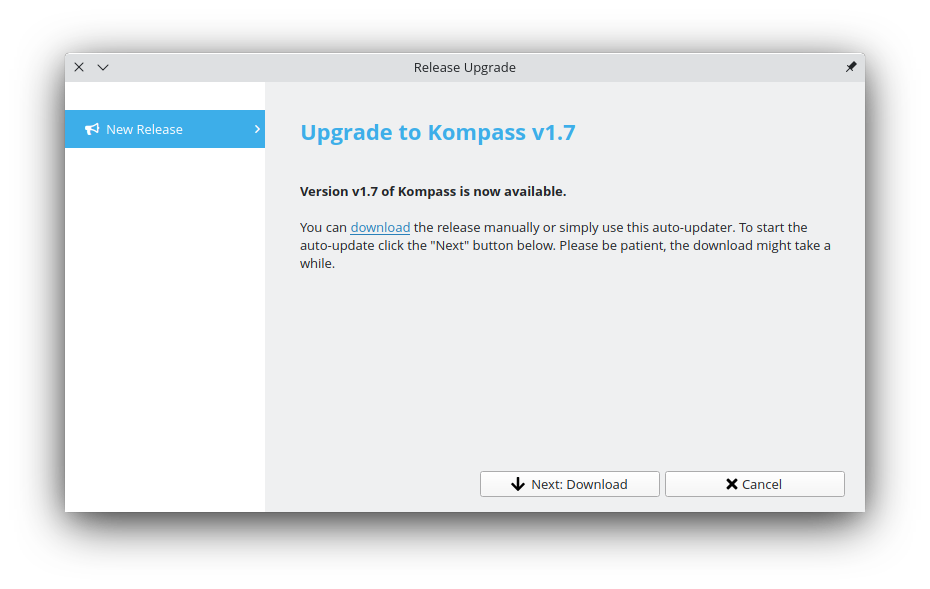 Release Upgrade
New Release
Upgrade to Kompass v1.7
Version v1.7 of Kompass is now available.
You can download the release manually or simply use this auto-updater. To start the
auto-update click the "Next" button below. Please be patient, the download might take a
while.
Next: Download
Cancel